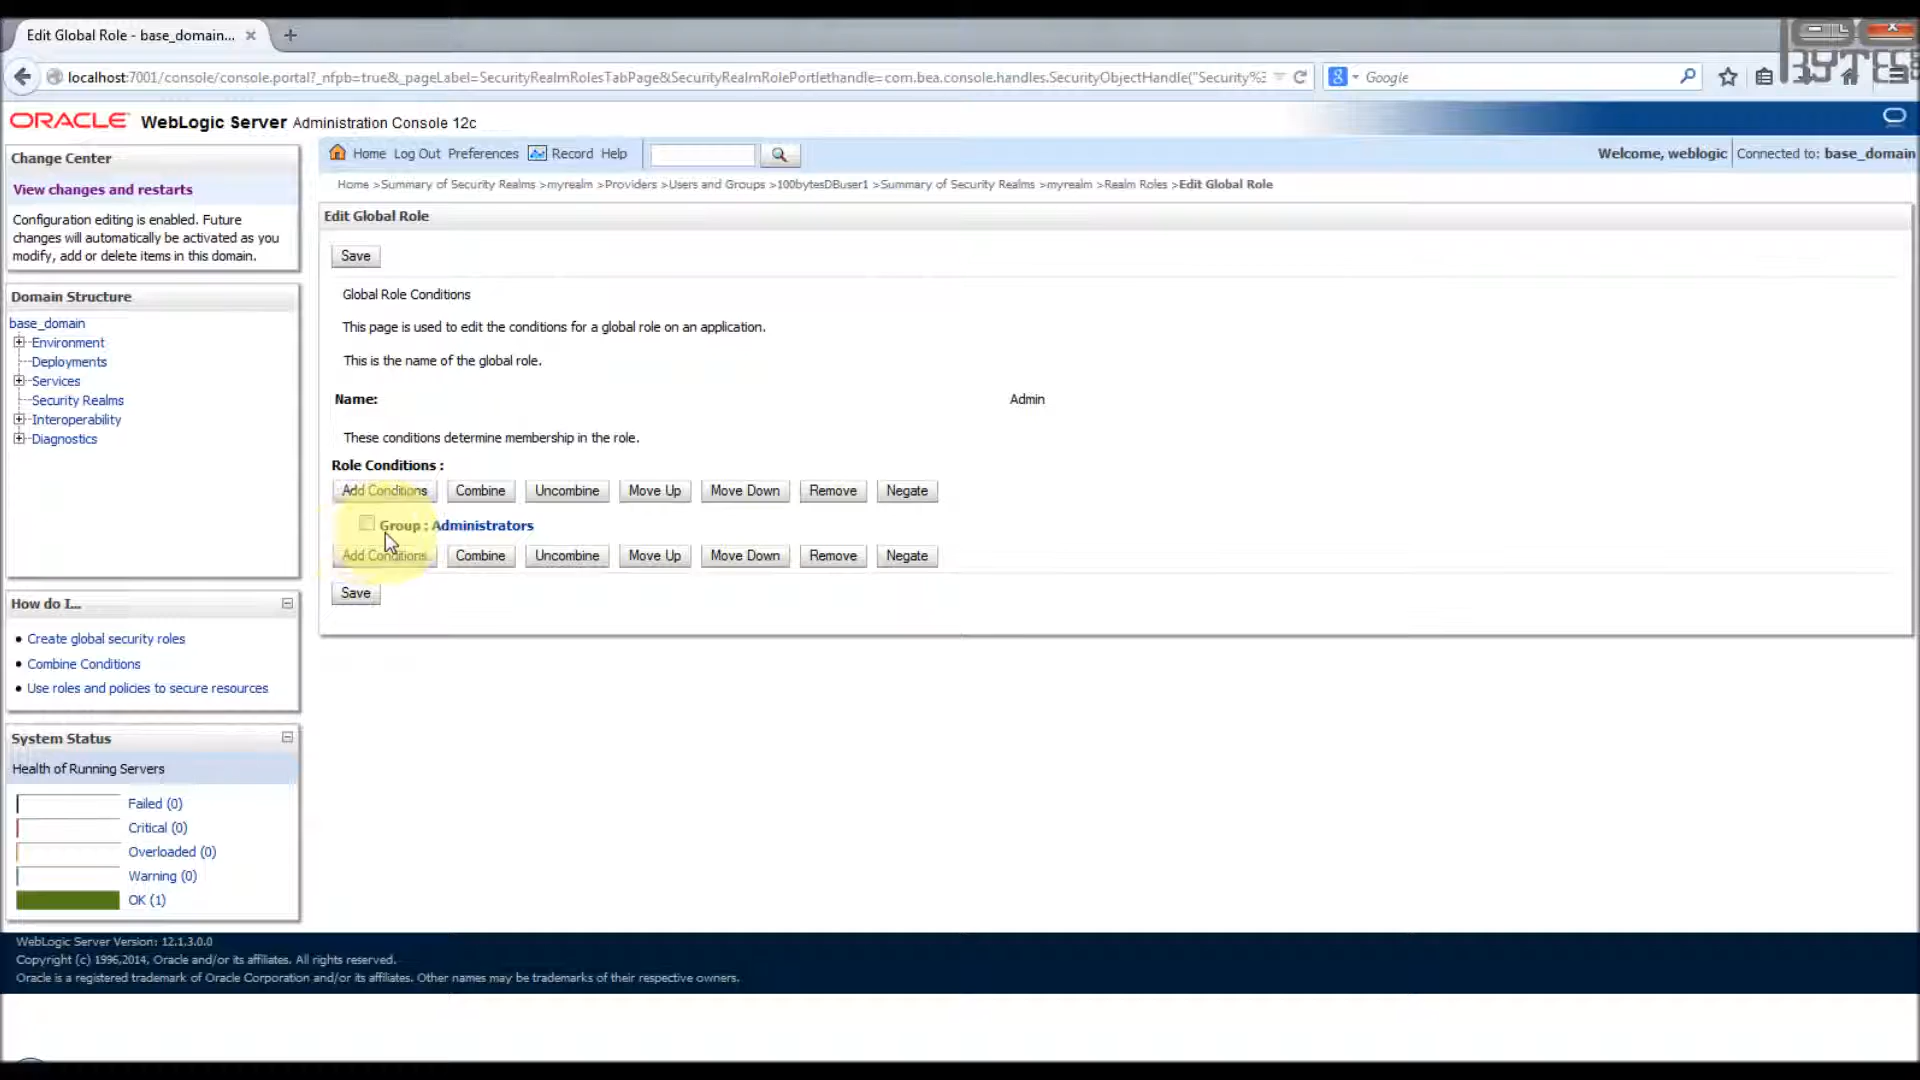 Edit Global Role - base_domain...
localhost:7001/console/console.portal?_nfpb=true&_pageLabel=SecurityRealmRolesTabPage&SecurityRealmRolePortlethandle=com.bea.console.handles.SecurityObjectHandle("Security%3
Google
BYTES
ORACLE WebLogic Server Administration Console 12c
Change Center
View changes and restarts
Configuration editing is enabled. Future
changes will automatically be activated as you
modify, add or delete items in this domain.
Domain Structure
base_domain
Environment
Deployments
Services
Security Realms
Interoperability
Diagnostics
How do I...
Create global security roles
Combine Conditions
Use roles and policies to secure resources
System Status
Health of Running Servers
Failed (0)
Critical (0)
Overloaded (0)
Warning (0)
OK (1)
Home Log Out Preferences Record Help
Welcome, weblogic Connected to: base_domain
Home >Summary of Security Realms >myrealm >Providers >Users and Groups >100bytesDBuser1 >Summary of Security Realms >myrealm >Realm Roles >Edit Global Role
Edit Global Role
Save
Global Role Conditions
This page is used to edit the conditions for a global role on an application.
This is the name of the global role.
Name: Admin
These conditions determine membership in the role.
Role Conditions :
Add Conditions Combine Uncombine Move Up Move Down Remove Negate
Group : Administrators
Add Conditions Combine Uncombine Move Up Move Down Remove Negate
Save
WebLogic Server Version: 12.1.3.0.0
Copyright (c) 1996,2014, Oracle and/or its affiliates. All rights reserved.
Oracle is a registered trademark of Oracle Corporation and/or its affiliates. Other names may be trademarks of their respective owners.